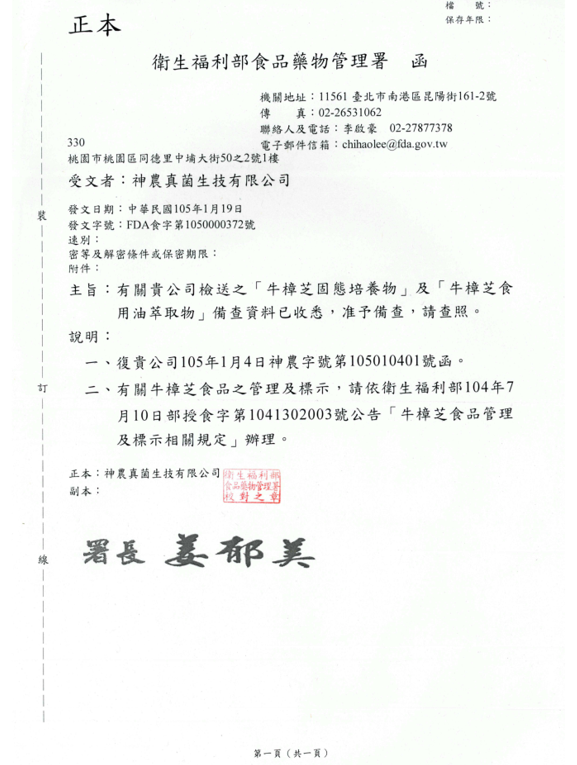 檔　　號：
保存年限：
正本
衛生福利部食品藥物管理署　函
機關地址：11561 臺北市南港區昆陽街161-2號
傳　　真：02-26531062
聯絡人及電話：李啟豪　02-27877378
電子郵件信箱：chihaolee@fda.gov.tw
330
桃園市桃園區同德里中埔大街50之2號1樓
受文者：神農真菌生技有限公司
發文日期：中華民國105年1月19日
發文字號：FDA食字第1050000372號
速別：
密等及解密條件或保密期限：
附件：
主旨：有關貴公司檢送之「牛樟芝固態培養物」及「牛樟芝食
用油萃取物」備查資料已收悉，准予備查，請查照。
說明：
一、復貴公司105年1月4日神農字號第105010401號函。
二、有關牛樟芝食品之管理及標示，請依衛生福利部104年7
月10日部授食字第1041302003號公告「牛樟芝食品管理
及標示相關規定」辦理。
正本：神農真菌生技有限公司
副本：
衛生福利部
食品藥物管理署
校對之章
署長 姜郁美
裝
訂
線
第一頁（共一頁）